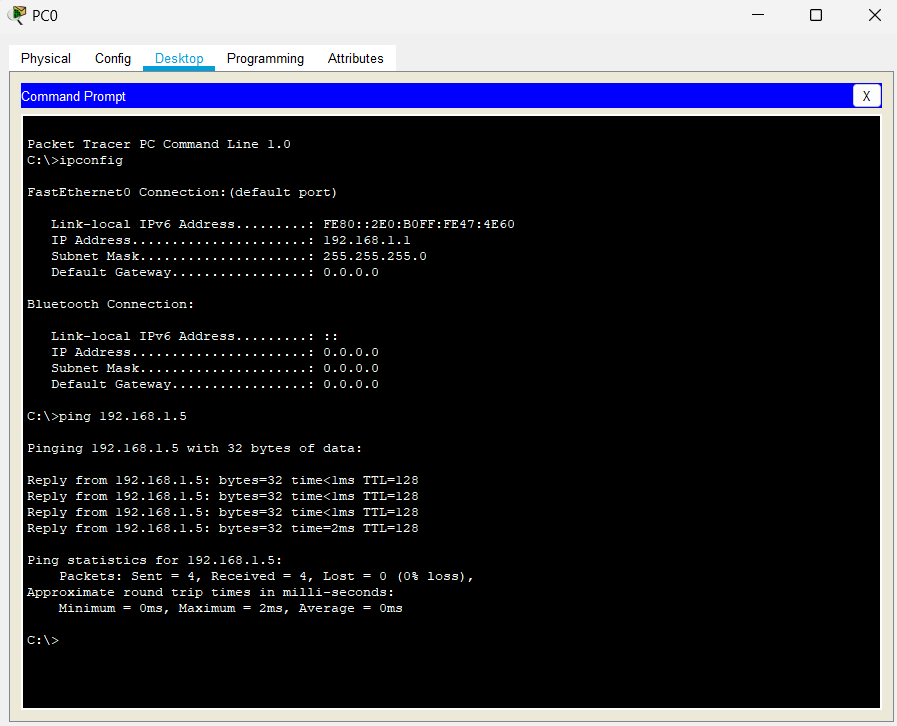 PC0
Physical Config Desktop Programming Attributes
Command Prompt X
Packet Tracer PC Command Line 1.0
C:\>ipconfig
FastEthernet0 Connection:(default port)
Link-local IPv6 Address.........: FE80::2E0:B0FF:FE47:4E60
IP Address......................: 192.168.1.1
Subnet Mask.....................: 255.255.255.0
Default Gateway.................: 0.0.0.0
Bluetooth Connection:
Link-local IPv6 Address.........: ::
IP Address......................: 0.0.0.0
Subnet Mask.....................: 0.0.0.0
Default Gateway.................: 0.0.0.0
C:\>ping 192.168.1.5
Pinging 192.168.1.5 with 32 bytes of data:
Reply from 192.168.1.5: bytes=32 time<1ms TTL=128
Reply from 192.168.1.5: bytes=32 time<1ms TTL=128
Reply from 192.168.1.5: bytes=32 time<1ms TTL=128
Reply from 192.168.1.5: bytes=32 time=2ms TTL=128
Ping statistics for 192.168.1.5:
Packets: Sent = 4, Received = 4, Lost = 0 (0% loss),
Approximate round trip times in milli-seconds:
Minimum = 0ms, Maximum = 2ms, Average = 0ms
C:\>